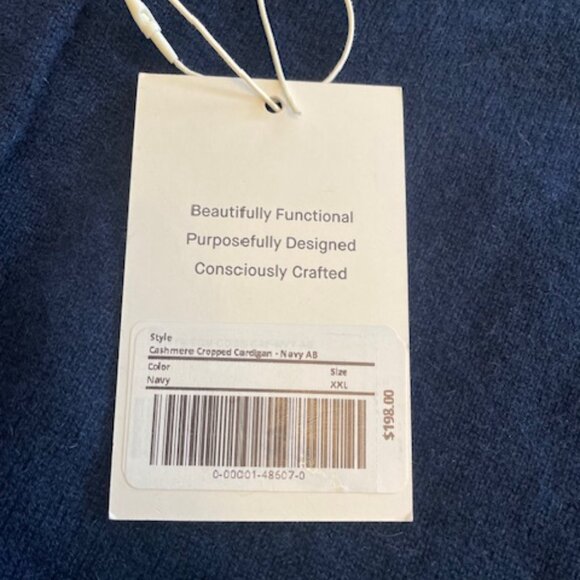 Beautifully Functional
Purposefully Designed
Consciously Crafted
Style
Cashmere Cropped Cardigan - Navy AB
Color Size
Navy XXL
$198.00
0-00001-48607-0